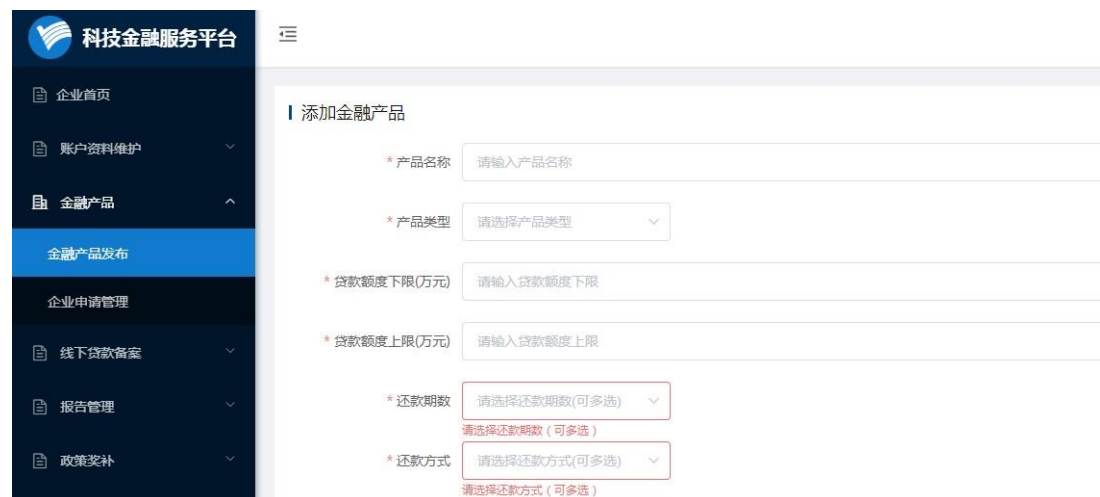 科技金融服务平台
企业首页
账户资料维护
金融产品
金融产品发布
企业申请管理
线下贷款备案
报告管理
政策奖补
添加金融产品
* 产品名称 请输入产品名称
* 产品类型 请选择产品类型
* 贷款额度下限(万元) 请输入贷款额度下限
* 贷款额度上限(万元) 请输入贷款额度上限
* 还款期数 请选择还款期数(可多选)
请选择还款期数（可多选）
* 还款方式 请选择还款方式(可多选)
请选择还款方式（可多选）